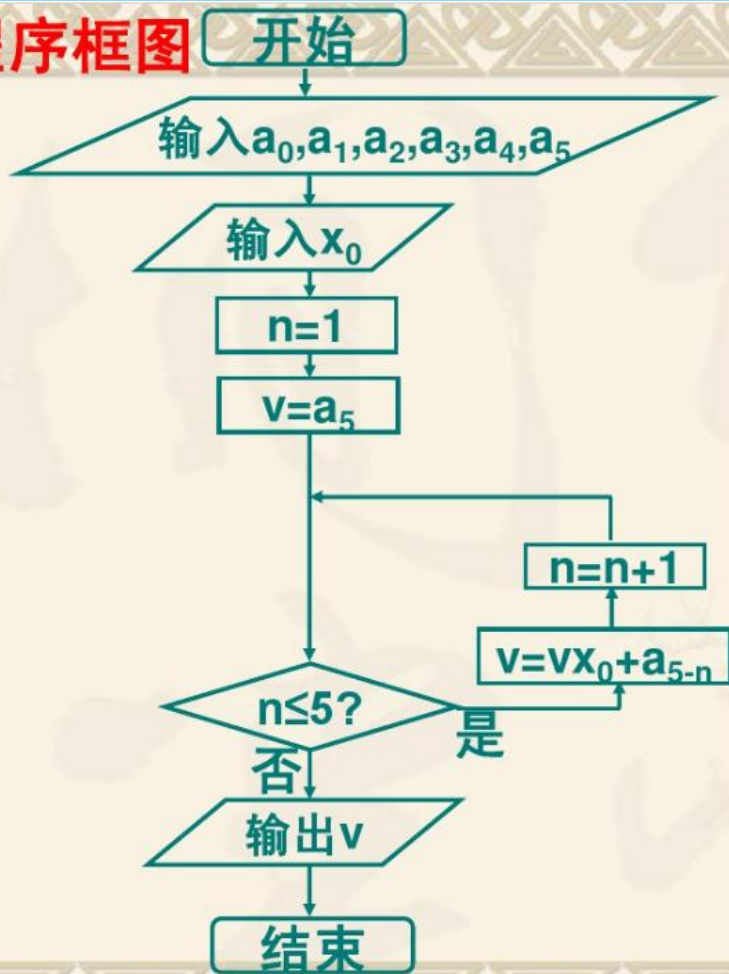 程序框图
开始
输入a₀,a₁,a₂,a₃,a₄,a₅
输入x₀
n=1
v=a₅
n=n+1
v=vx₀+a₅₋ₙ
n≤5?
是
否
输出v
结束